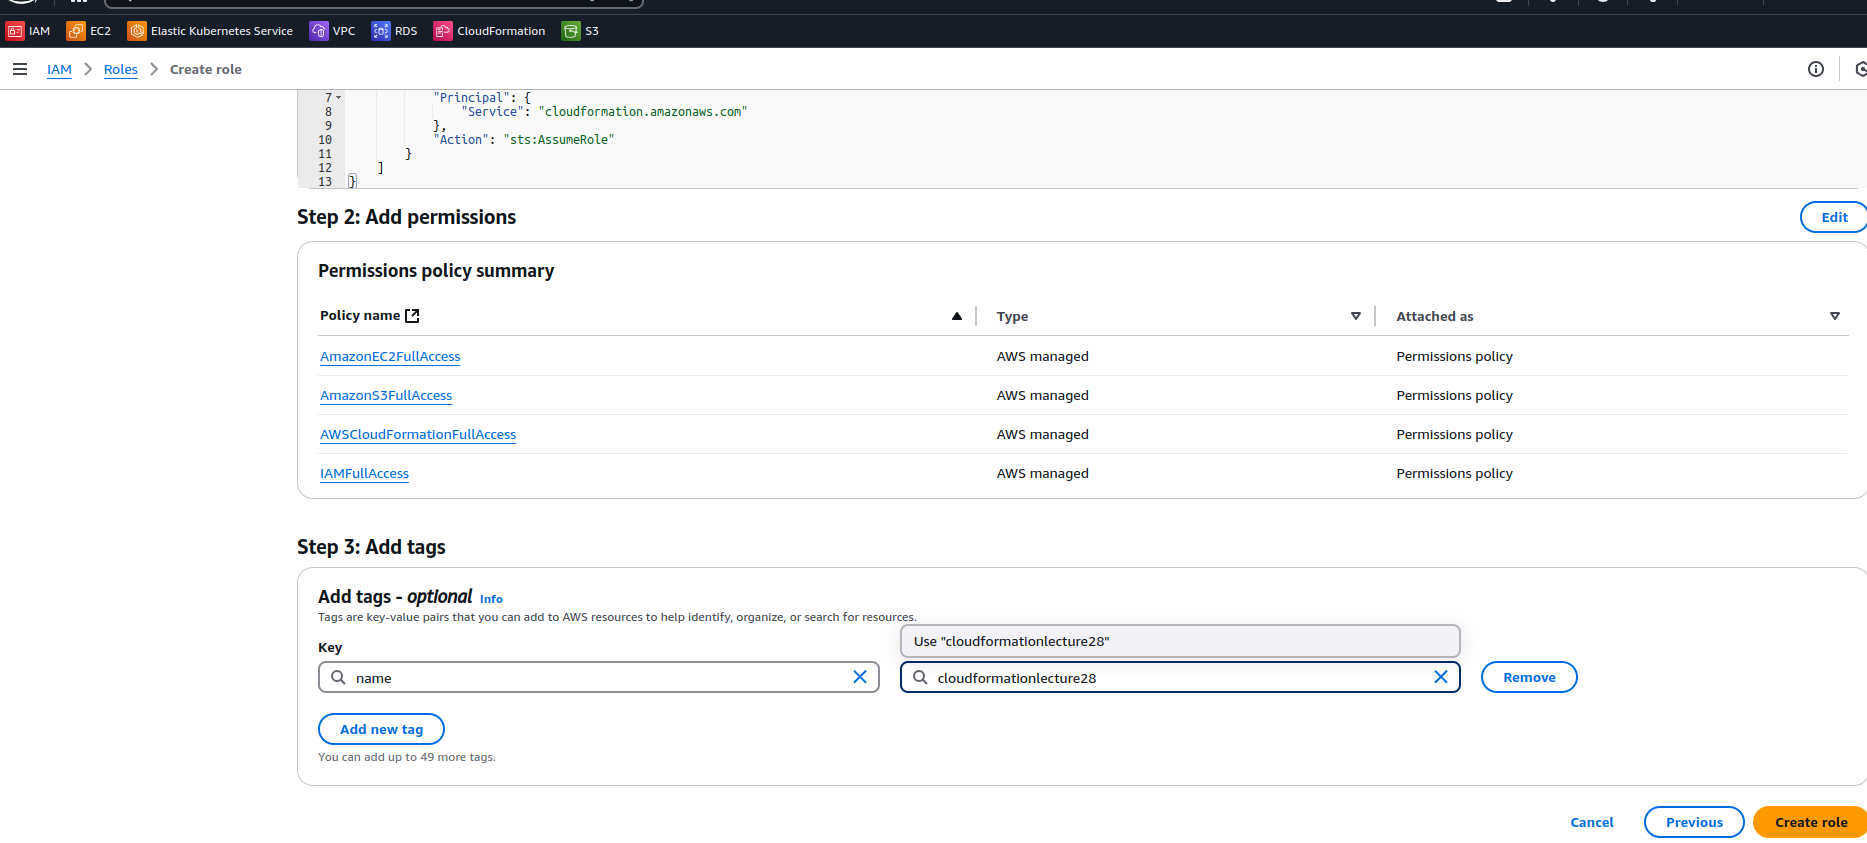 IAM EC2 Elastic Kubernetes Service VPC RDS CloudFormation S3
IAM Roles Create role
7 "Principal": {
8 "Service": "cloudformation.amazonaws.com"
9 },
10 "Action": "sts:AssumeRole"
11 }
12 ]
13 }
Step 2: Add permissions
Edit
Permissions policy summary
Policy name Type Attached as
AmazonEC2FullAccess AWS managed Permissions policy
AmazonS3FullAccess AWS managed Permissions policy
AWSCloudFormationFullAccess AWS managed Permissions policy
IAMFullAccess AWS managed Permissions policy
Step 3: Add tags
Add tags - optional Info
Tags are key-value pairs that you can add to AWS resources to help identify, organize, or search for resources.
Key
Use "cloudformationlecture28"
name cloudformationlecture28 Remove
Add new tag
You can add up to 49 more tags.
Cancel Previous Create role